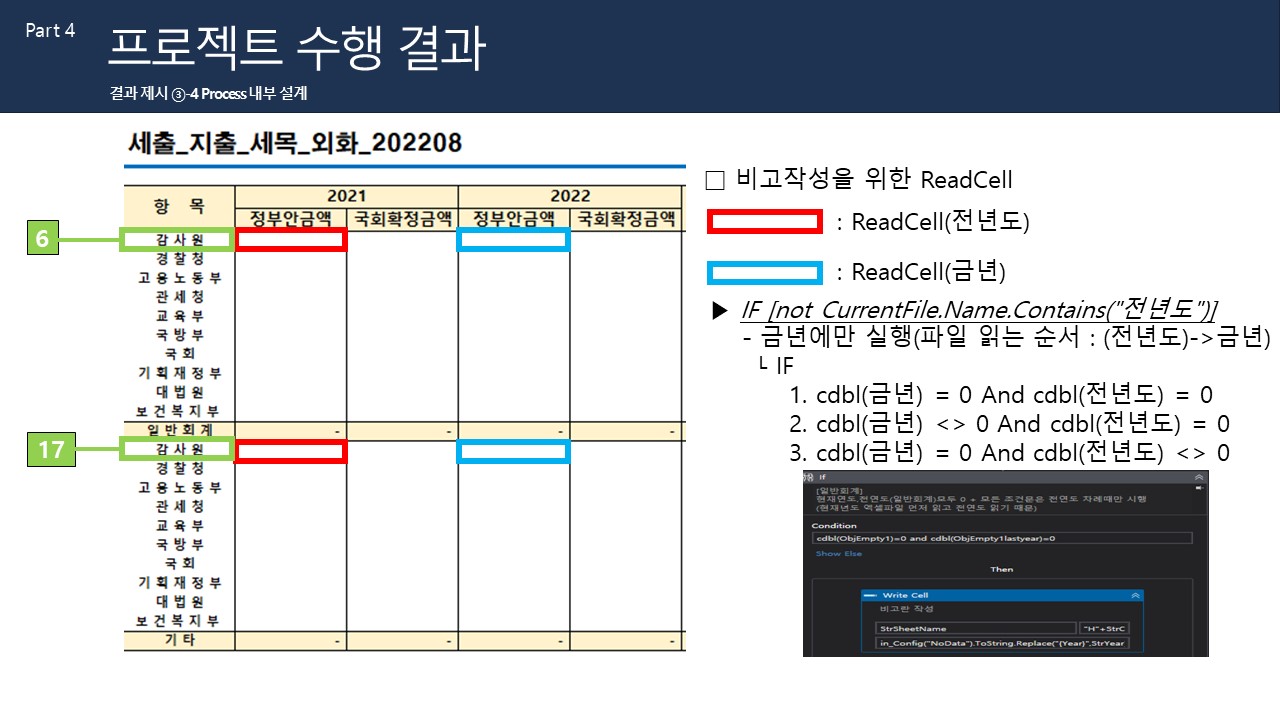 Part 4
프로젝트 수행 결과
결과 제시 ③-4 Process 내부 설계
세출_지출_세목_외화_202208
항 목 2021 2022
정부안금액 국회확정금액 정부안금액 국회확정금액
6
감사원
경찰청
고용노동부
관세청
교육부
국방부
국회
기획재정부
대법원
보건복지부
일반회계 - - - -
17
감사원
경찰청
고용노동부
관세청
교육부
국방부
국회
기획재정부
대법원
보건복지부
기타 - - - -
□ 비고작성을 위한 ReadCell
: ReadCell(전년도)
: ReadCell(금년)
▶ IF [not CurrentFile.Name.Contains("전년도")]
- 금년에만 실행(파일 읽는 순서 : (전년도)->금년)
└ IF
1. cdbl(금년) = 0 And cdbl(전년도) = 0
2. cdbl(금년) <> 0 And cdbl(전년도) = 0
3. cdbl(금년) = 0 And cdbl(전년도) <> 0
If
[일반회계]
현재연도,전연도(일반회계)모두 0 + 모든 조건문은 전연도 차례때만 시행
(현재년도 엑셀파일 먼저 읽고 전연도 읽기 때문)
Condition
cdbl(ObjEmpty1)=0 and cdbl(ObjEmpty1lastyear)=0
Show Else
Then
Write Cell
비고란 작성
StrSheetName "H"+StrC
in_Config("NoData").ToString.Replace("{Year}",StrYear